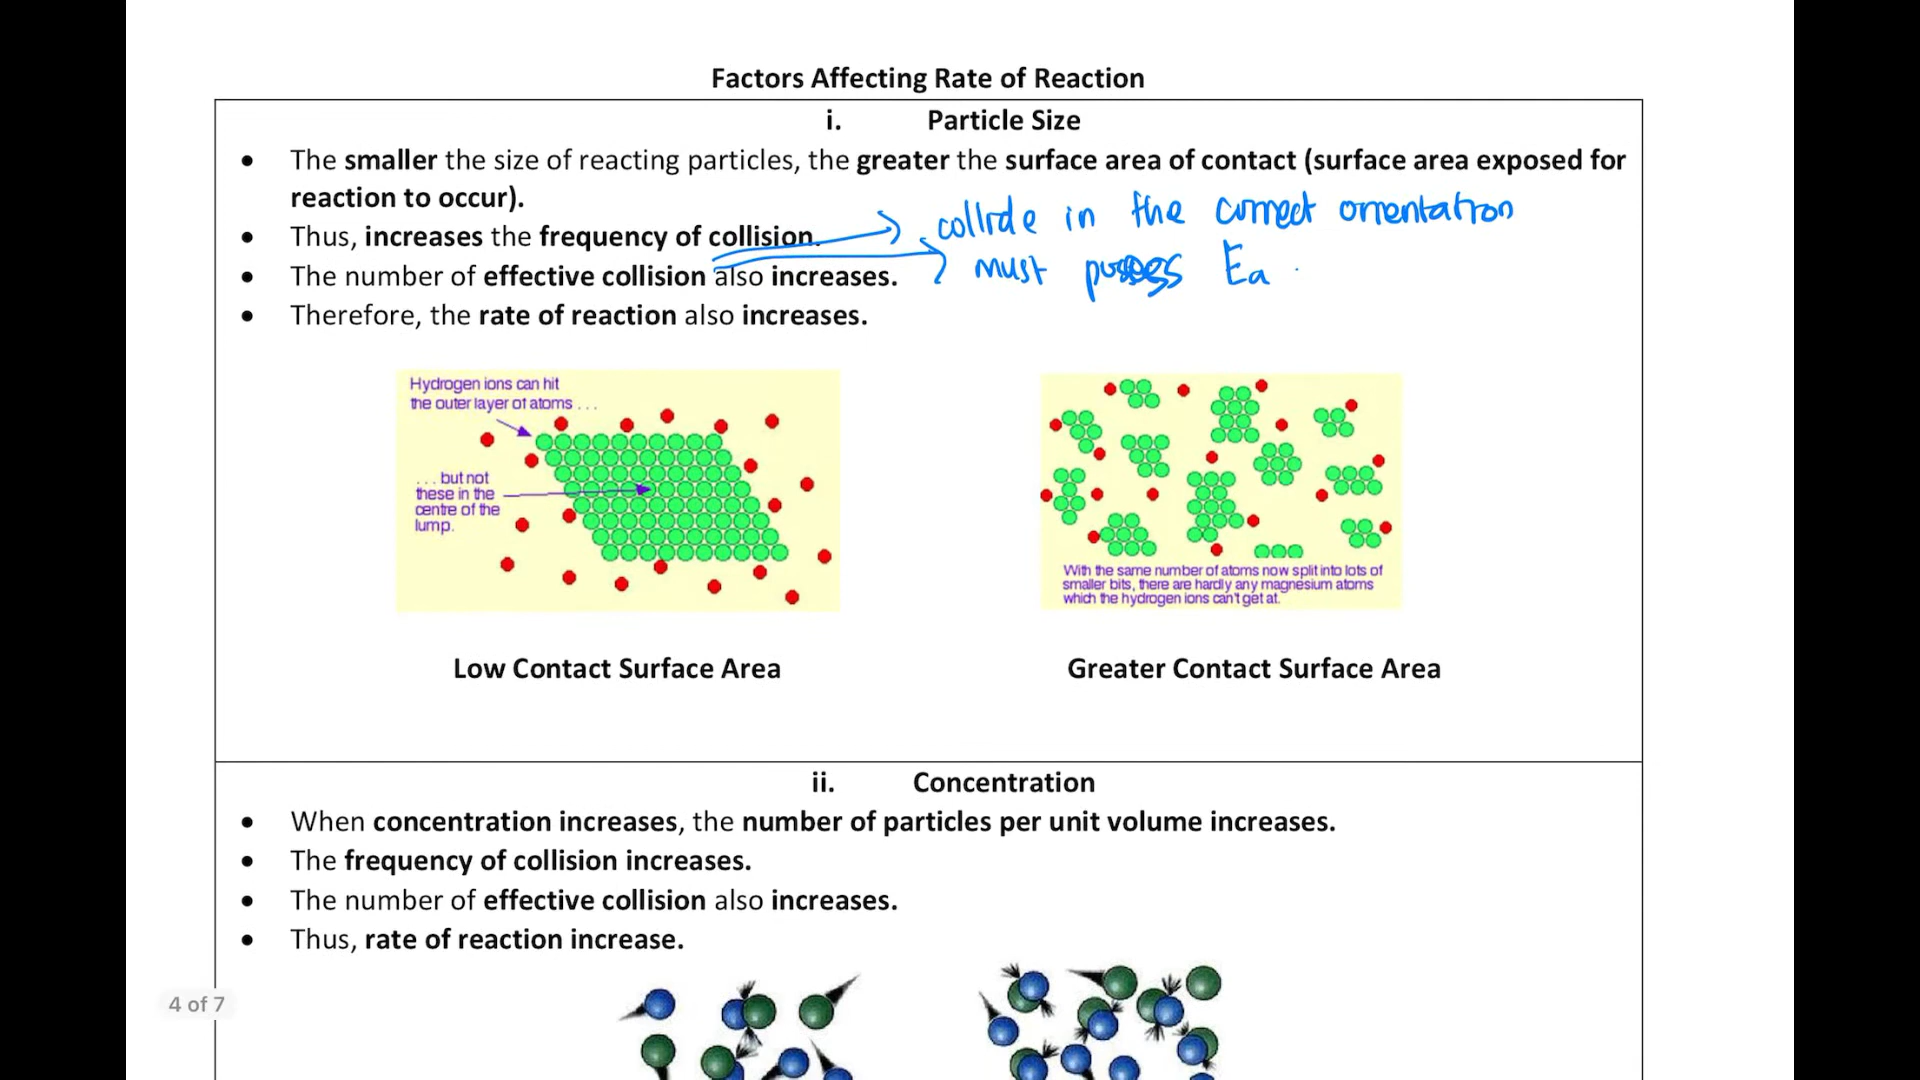 Factors Affecting Rate of Reaction
i. Particle Size
• The smaller the size of reacting particles, the greater the surface area of contact (surface area exposed for
reaction to occur).
• Thus, increases the frequency of collision.
collide in the correct orientation
• The number of effective collision also increases.
must possess Ea.
• Therefore, the rate of reaction also increases.
Hydrogen ions can hit
the outer layer of atoms . . .
. . . but not
these in the
centre of the
lump.
With the same number of atoms now split into lots of
smaller bits, there are hardly any magnesium atoms
which the hydrogen ions can't get at.
Low Contact Surface Area
Greater Contact Surface Area
ii. Concentration
• When concentration increases, the number of particles per unit volume increases.
• The frequency of collision increases.
• The number of effective collision also increases.
• Thus, rate of reaction increase.
4 of 7